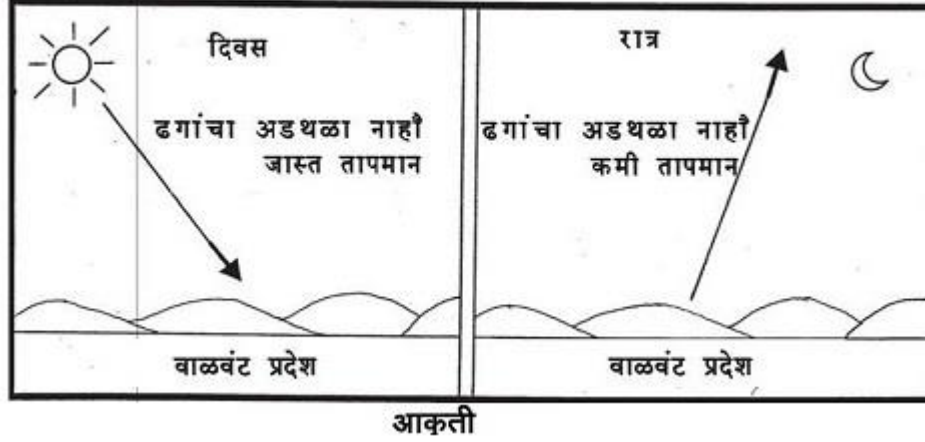 दिवस
ढगांचा अडथळा नाहौ
जास्त तापमान
वाळवंट प्रदेश
रात्र
ढगांचा अडथळा नाहौ
कमी तापमान
वाळवंट प्रदेश
आकृती